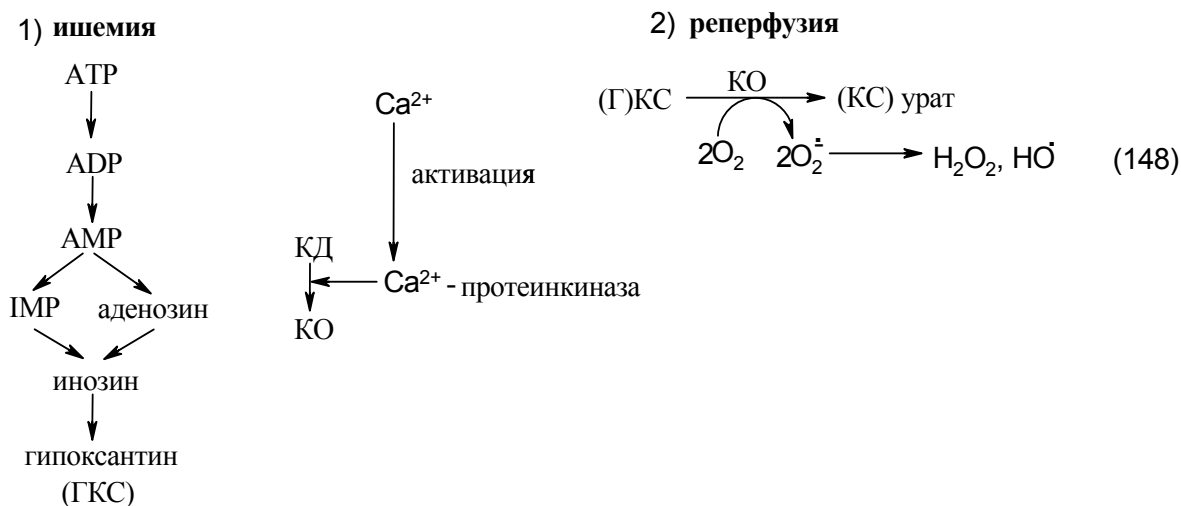 1) ишемия
ATP
ADP
AMP
IMP аденозин
инозин
гипоксантин
(ГКС)
Ca²⁺
активация
КД
Ca²⁺ - протеинкиназа
КО
2) реперфузия
КО
(Г)КС (КС) урат
2O₂ 2O₂∸ H₂O₂, HO˙ (148)